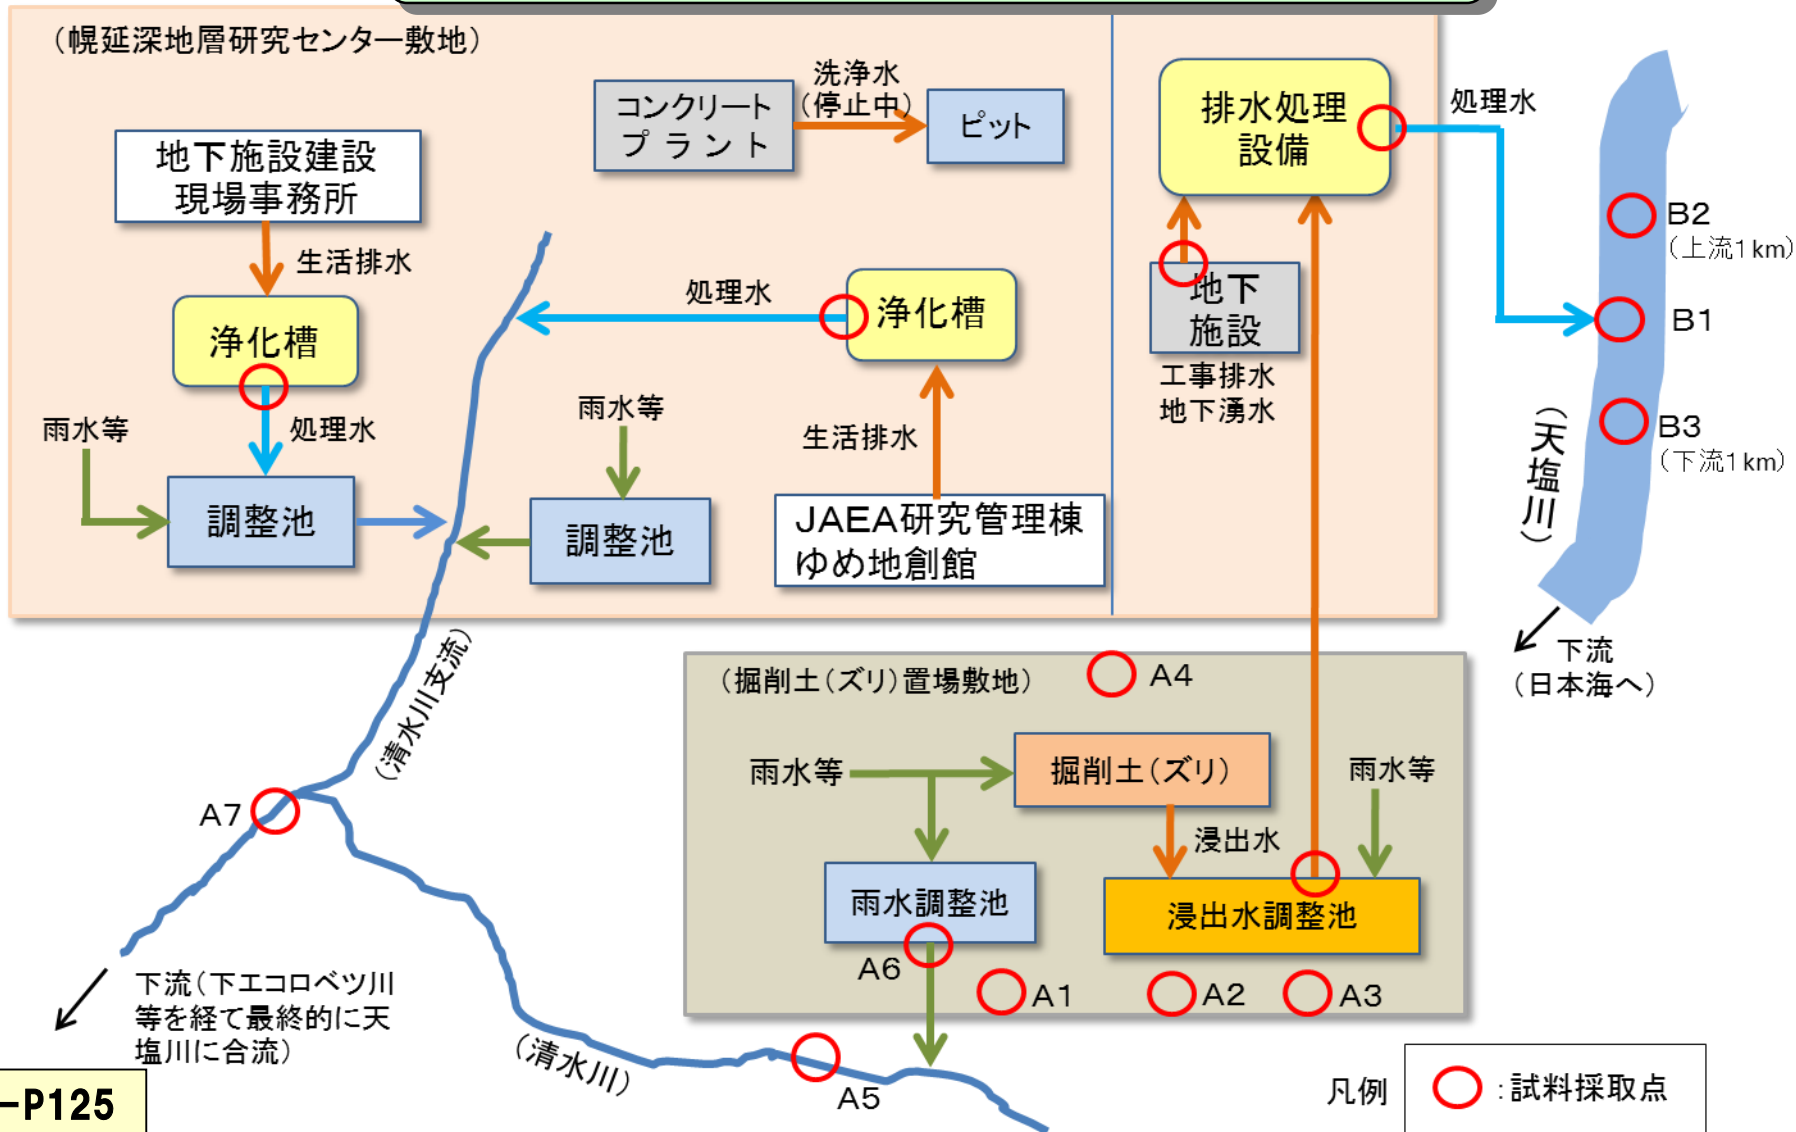 (幌延深地層研究センター敷地)
地下施設建設
現場事務所
生活排水
浄化槽
雨水等
処理水
調整池
コンクリート
プラント
洗浄水
(停止中)
ピット
処理水
浄化槽
雨水等
調整池
生活排水
JAEA研究管理棟
ゆめ地創館
排水処理
設備
処理水
地下
施設
工事排水
地下湧水
B2
(上流1km)
B1
B3
(下流1km)
(天塩川)
下流
(日本海へ)
(清水川支流)
(掘削土(ズリ)置場敷地)
A4
雨水等
掘削土(ズリ)
雨水等
浸出水
雨水調整池
浸出水調整池
A6
A1
A2
A3
A7
下流(下エコロベツ川
等を経て最終的に天
塩川に合流)
(清水川)
A5
-P125
凡例
:試料採取点